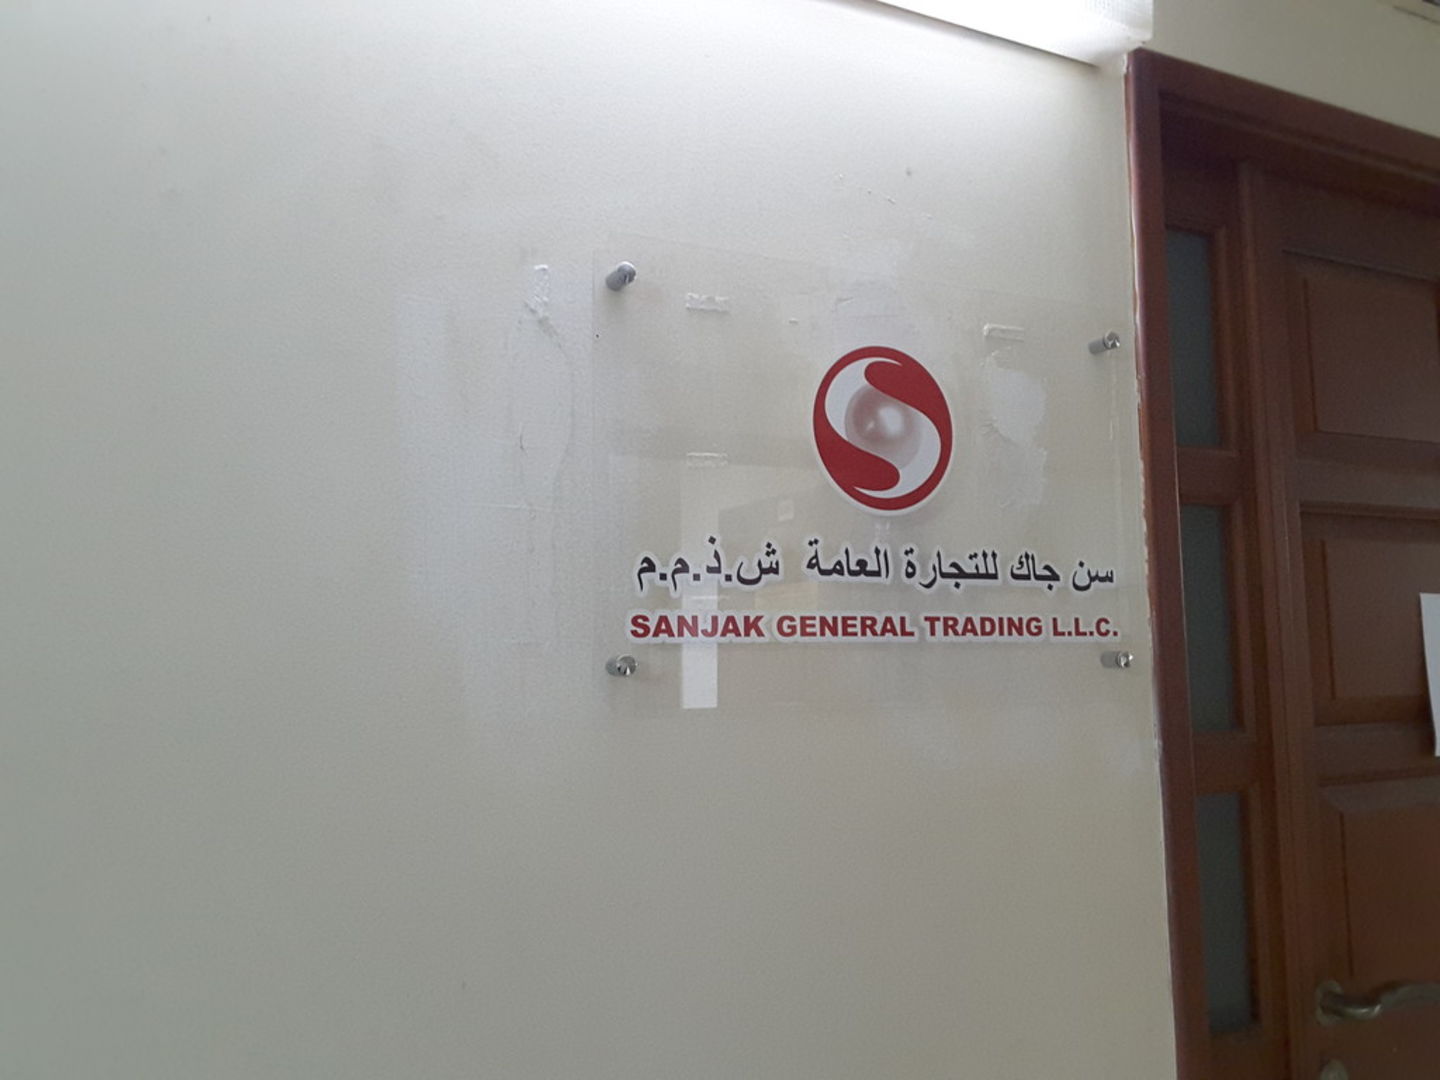 سن جاك للتجارة العامة ش.ذ.م.م
SANJAK GENERAL TRADING L.L.C.